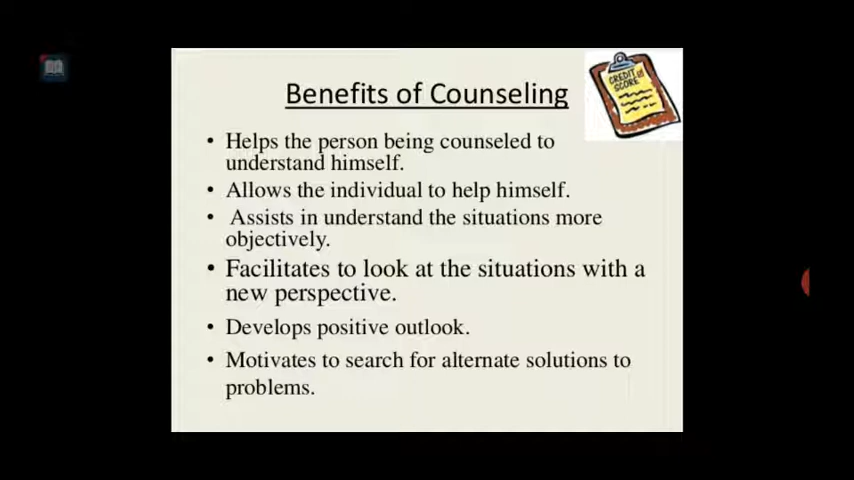 Benefits of Counseling
CREDIT
SCORE
• Helps the person being counseled to
understand himself.
• Allows the individual to help himself.
• Assists in understand the situations more
objectively.
• Facilitates to look at the situations with a
new perspective.
• Develops positive outlook.
• Motivates to search for alternate solutions to
problems.